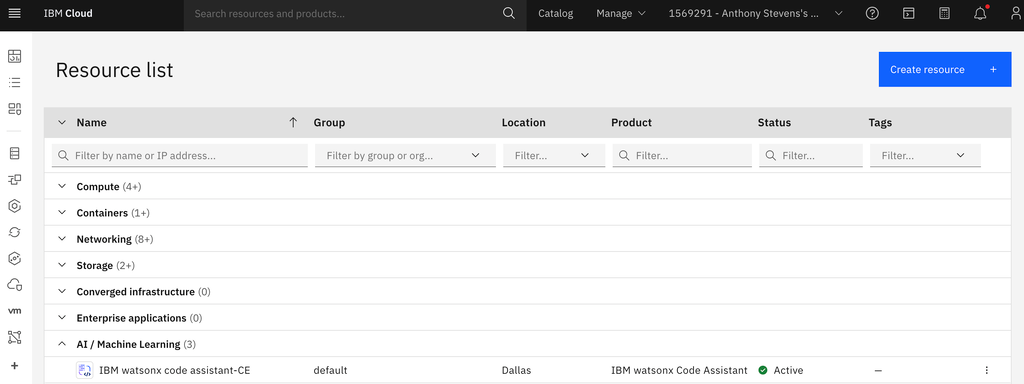 IBM Cloud Search resources and products... Catalog Manage 1569291 - Anthony Stevens's ...
Resource list
Create resource +
Name Group Location Product Status Tags
Filter by name or IP address... Filter by group or org... Filter... Filter... Filter... Filter...
Compute (4+)
Containers (1+)
Networking (8+)
Storage (2+)
Converged infrastructure (0)
Enterprise applications (0)
AI / Machine Learning (3)
IBM watsonx code assistant-CE default Dallas IBM watsonx Code Assistant Active —
vm